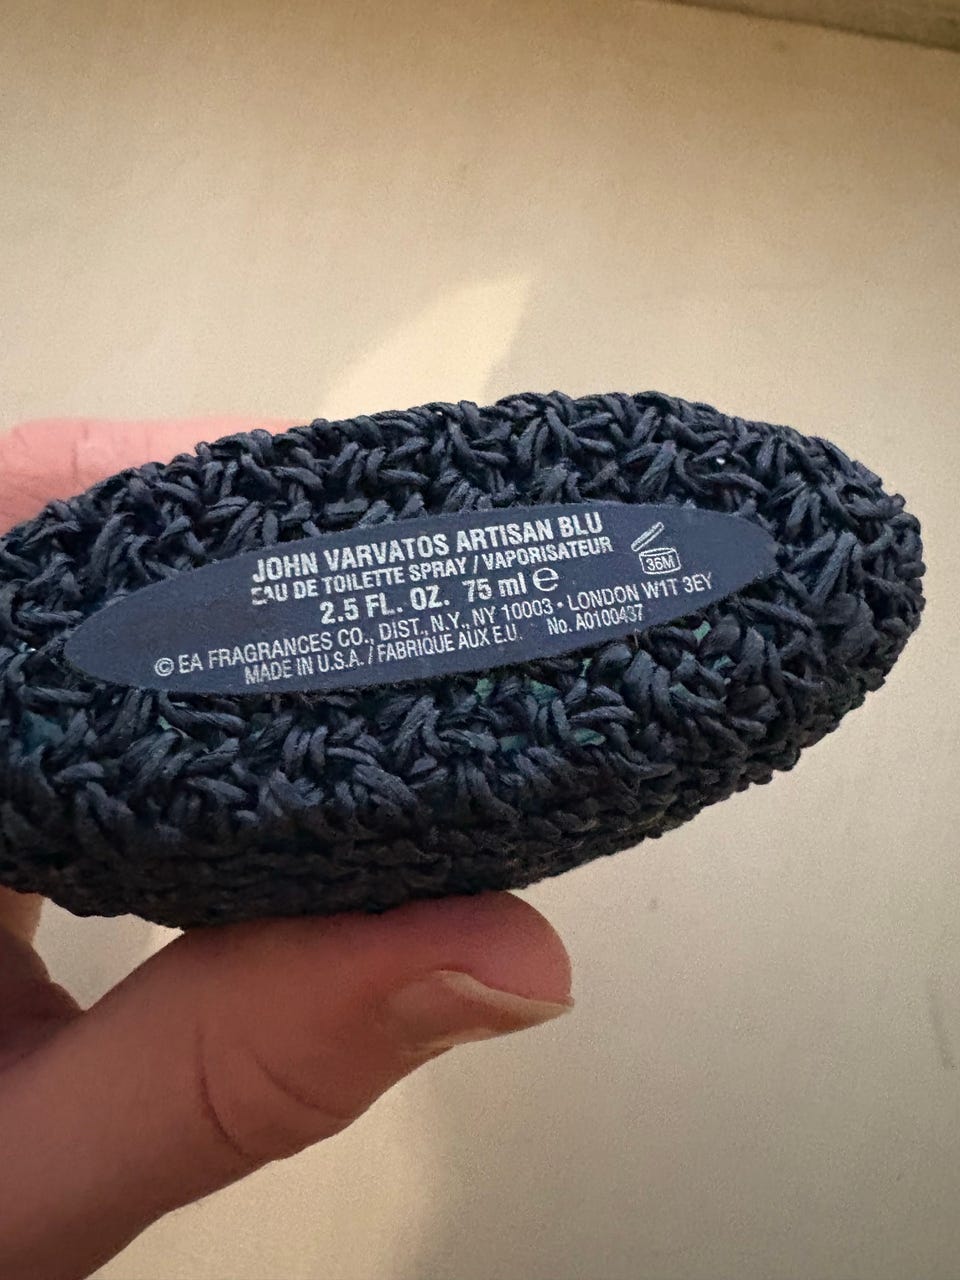 JOHN VARVATOS ARTISAN BLU
EAU DE TOILETTE SPRAY / VAPORISATEUR
2.5 FL. OZ. 75 ml ℮
36M
© EA FRAGRANCES CO., DIST., N.Y., NY 10003 • LONDON W1T 3EY
MADE IN U.S.A. / FABRIQUE AUX E.U. No. A0100437